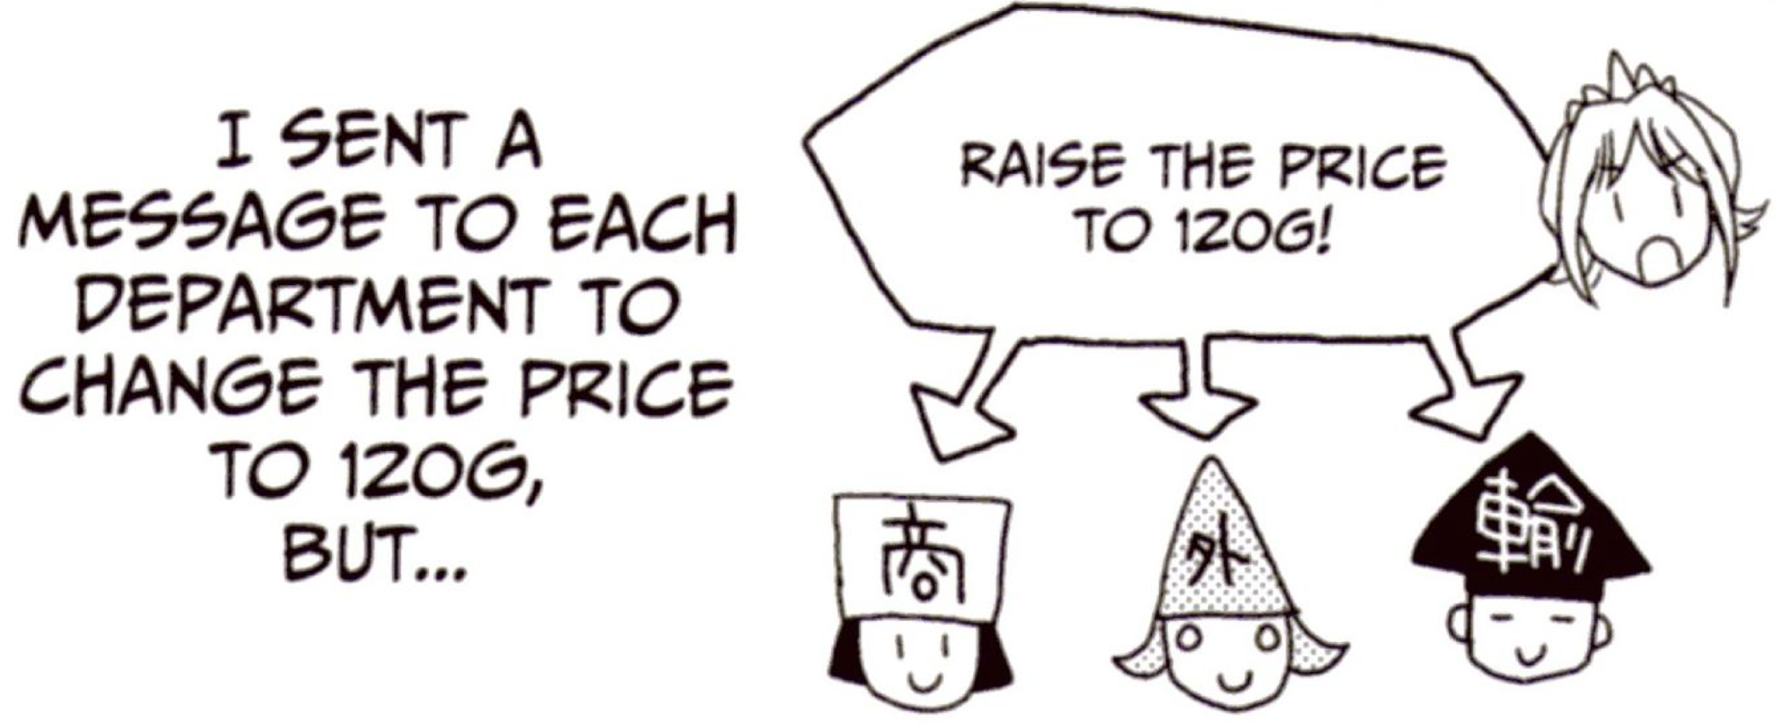 I SENT A
MESSAGE TO EACH
DEPARTMENT TO
CHANGE THE PRICE
TO 120G,
BUT...
RAISE THE PRICE
TO 120G!
商
外
輸